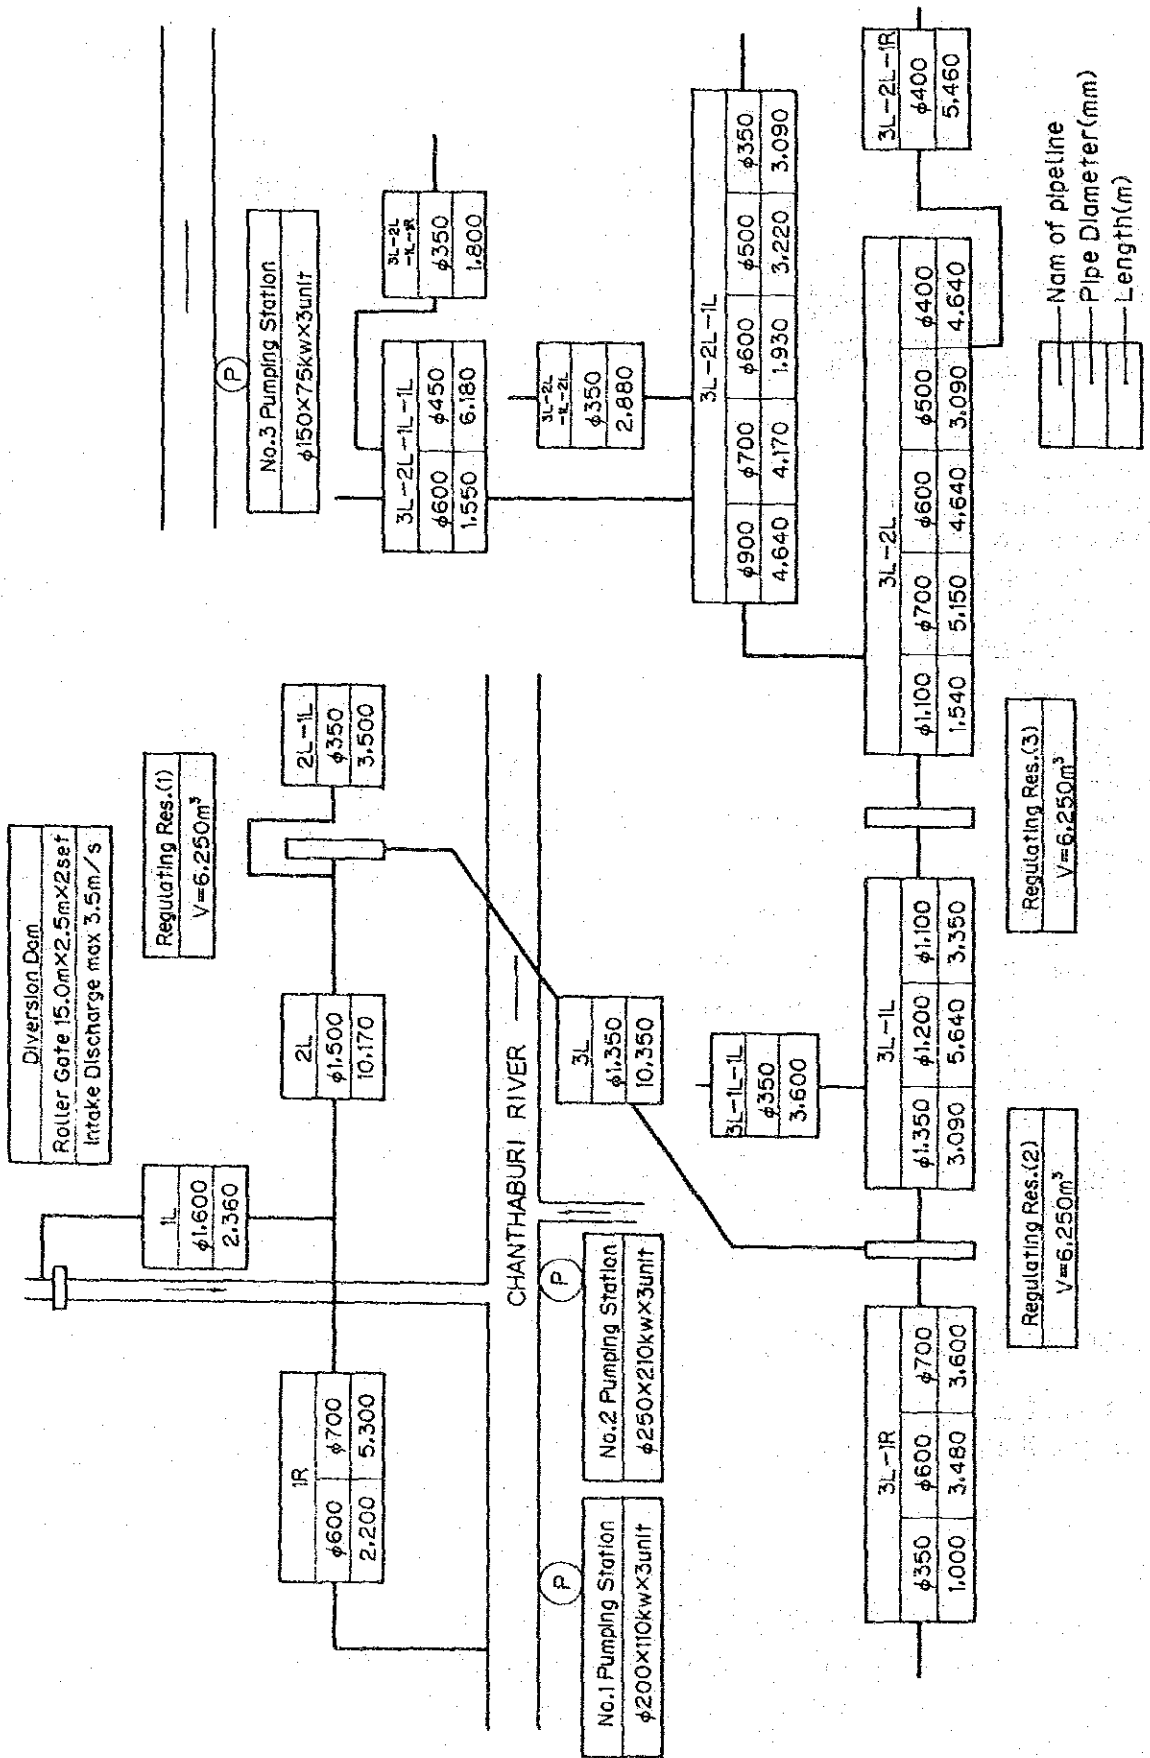 Diversion Dam
Roller Gate 15.0m×2.5m×2set
Intake Discharge max 3.5m/s
1L
φ1.600
2.360
Regulating Res.(1)
V=6.250m³
1R
φ600 φ700
2.200 5.300
2L
φ1.500
10.170
2L-1L
φ350
3.500
CHANTHABURI RIVER
P
No.1 Pumping Station
φ200×110kw×3unit
P
No.2 Pumping Station
φ250×210kw×3unit
3L
φ1.350
10.350
3L-1L-1L
φ350
3.600
3L-1R
φ350 φ600 φ700
1.000 3.480 3.600
3L-1L
φ1.350 φ1.200 φ1.100
3.090 5.640 3.350
Regulating Res.(2)
V=6.250m³
Regulating Res.(3)
V=6.250m³
P
No.3 Pumping Station
φ150×75kw×3unit
3L-2L-1L-1L
φ600 φ450
1.550 6.180
3L-2L
-1L-1R
φ350
1.800
3L-2L
-1L-2L
φ350
2.880
3L-2L-1L
φ900 φ700 φ600 φ500 φ350
4.640 4.170 1.930 3.220 3.090
3L-2L
φ1.100 φ700 φ600 φ500 φ400
1.540 5.150 4.640 3.090 4.640
3L-2L-1R
φ400
5.460
Nam of pipeline
Pipe Diameter(mm)
Length(m)